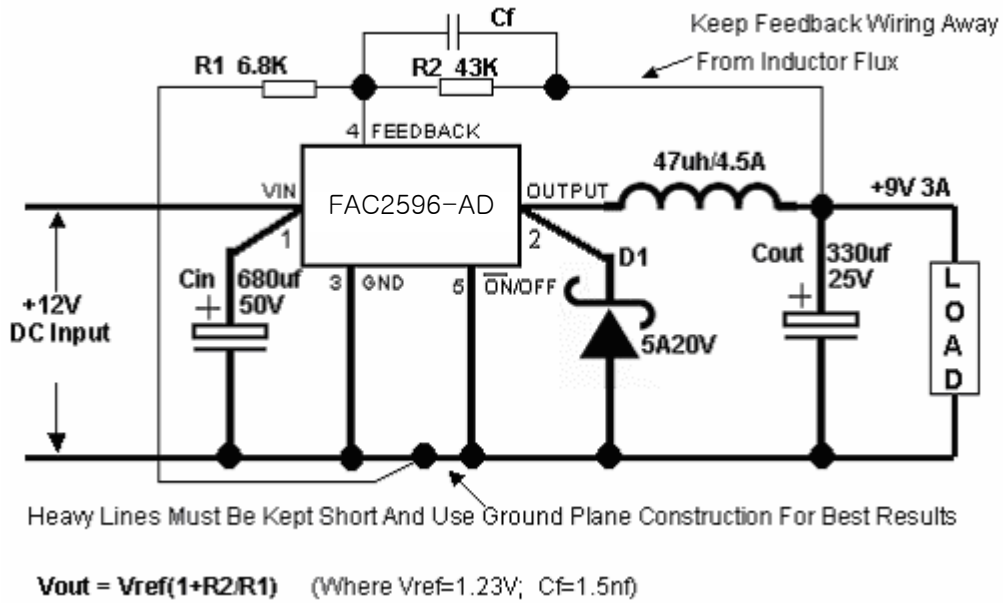 Cf
Keep Feedback Wiring Away
From Inductor Flux
R1 6.8K
R2 43K
4 FEEDBACK
47uh/4.5A
VIN
FAC2596-AD
OUTPUT
+9V 3A
1
2
Cin 680uf
50V
3 GND
5 ON/OFF
D1
Cout 330uf
25V
+
+
+12V
DC Input
5A20V
LOAD
Heavy Lines Must Be Kept Short And Use Ground Plane Construction For Best Results
Vout = Vref(1+R2/R1) (Where Vref=1.23V; Cf=1.5nf)